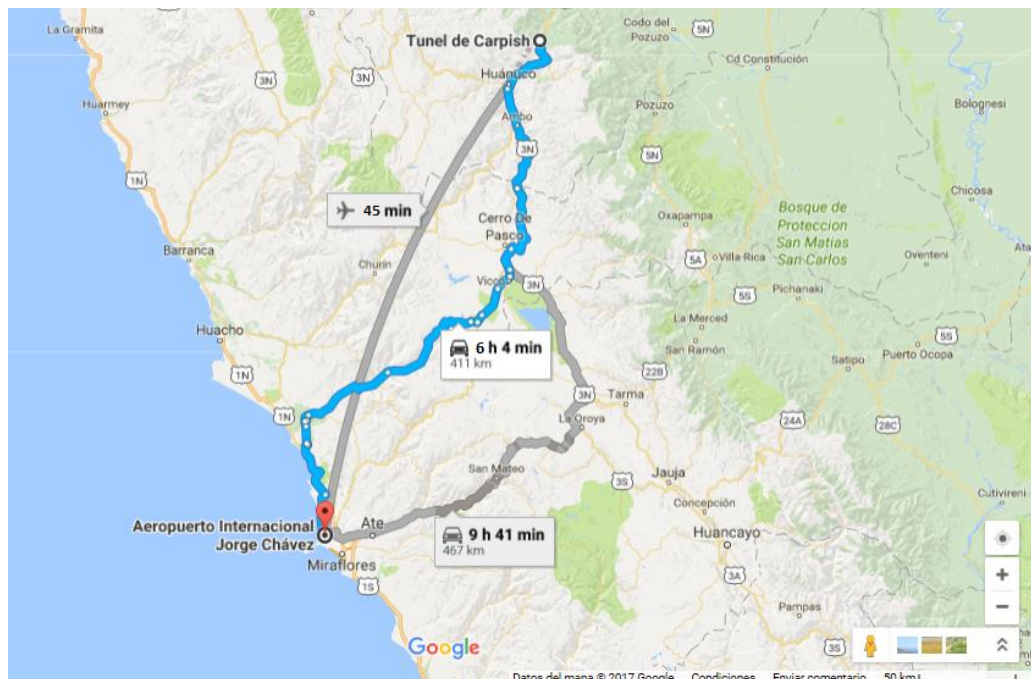 La Gramita
Tunel de Carpish
Codo del
Pozuzo
5N
Cd Constitución
3N
3N
Huánuco
Huarmey
Pozuzo
Bolognesi
Ambo
3N
5N
1N
Chicosa
45 min
Oxapampa
Bosque de
Proteccion
San Matias
San Carlos
Cerro De
Pasco
Barranca
Churín
5A
Villa Rica
Oventeni
Vicco
3N
Pichanaki
5S
La Merced
Huacho
5S
6 h 4 min
411 km
San Ramón
Satipo
Puerto Ocopa
1N
22B
3N
Tarma
1N
La Oroya
24A
28C
San Mateo
Jauja
3S
Cutivireni
Concepción
Aeropuerto Internacional
Jorge Chávez
Ate
9 h 41 min
467 km
Huancayo
Miraflores
1S
3A
Pampas
3S
Google
Datos del mapa © 2017 Google Condiciones Enviar comentario 50 km